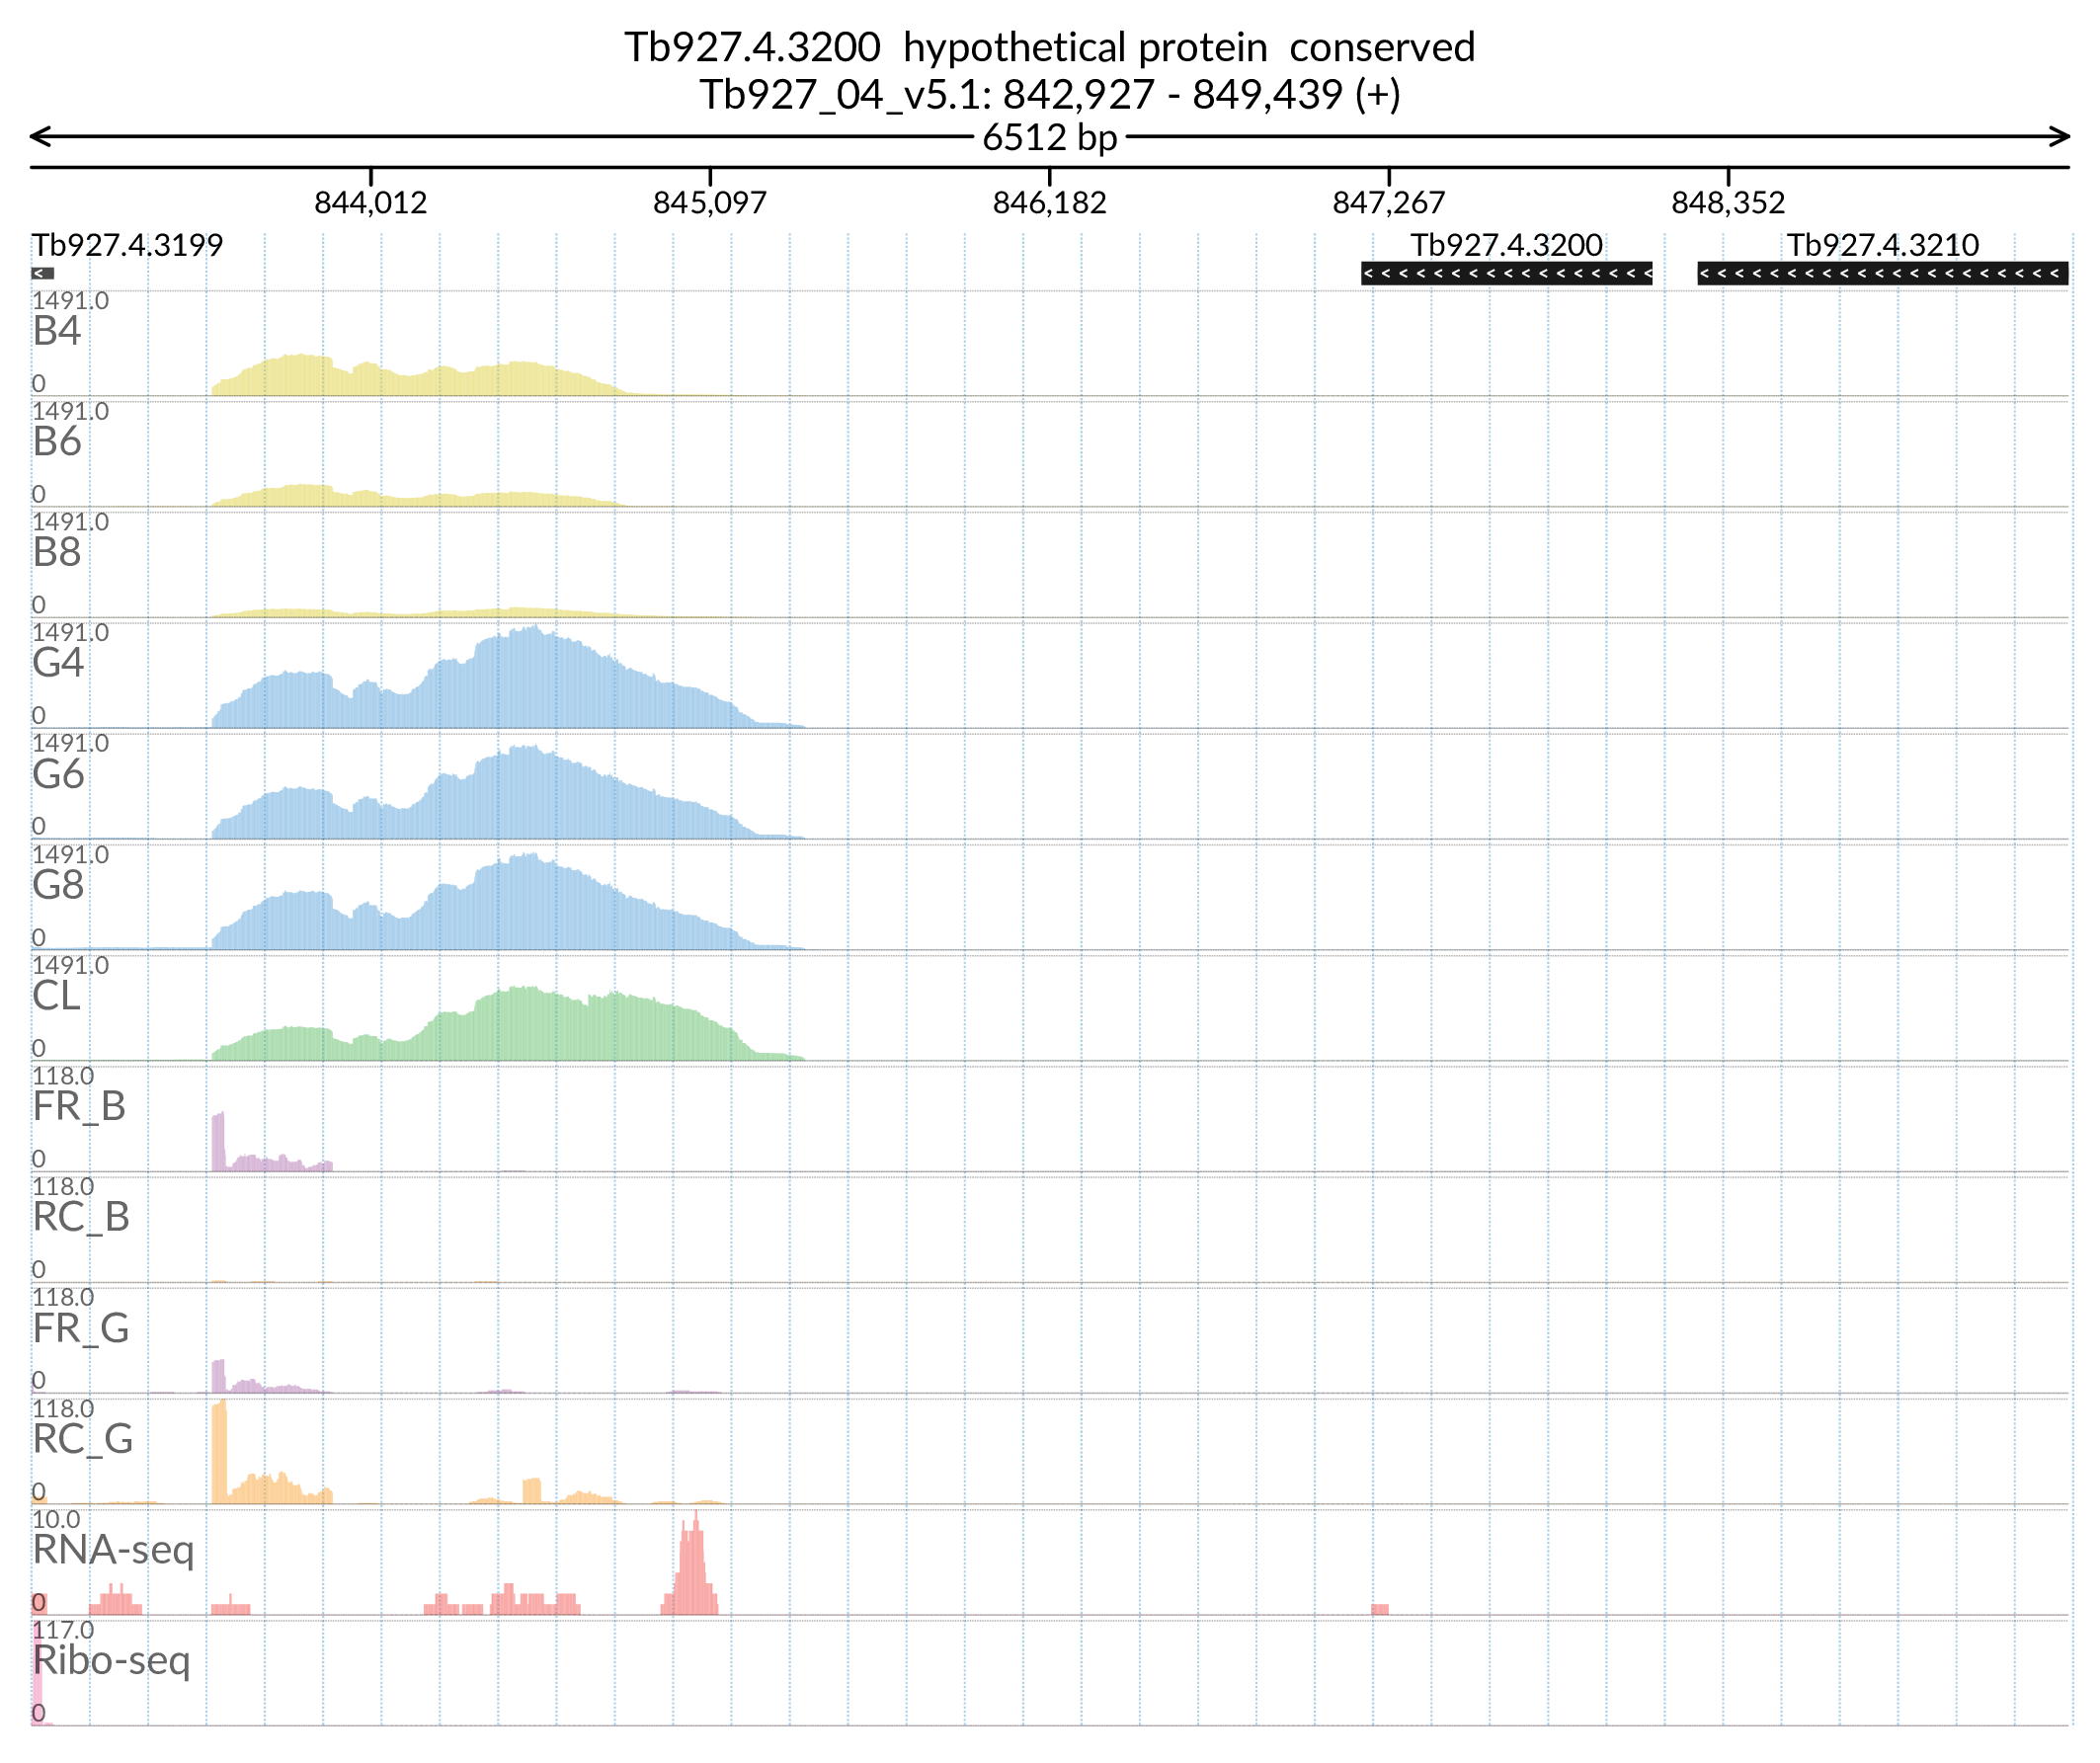 Tb927.4.3200 hypothetical protein conserved
Tb927_04_v5.1: 842,927 - 849,439 (+)
6512 bp
844,012 845,097 846,182 847,267 848,352
Tb927.4.3199 Tb927.4.3200 Tb927.4.3210
1491.0
B4
0
1491.0
B6
0
1491.0
B8
0
1491.0
G4
0
1491.0
G6
0
1491.0
G8
0
1491.0
CL
0
118.0
FR_B
0
118.0
RC_B
0
118.0
FR_G
0
118.0
RC_G
0
10.0
RNA-seq
0
117.0
Ribo-seq
0